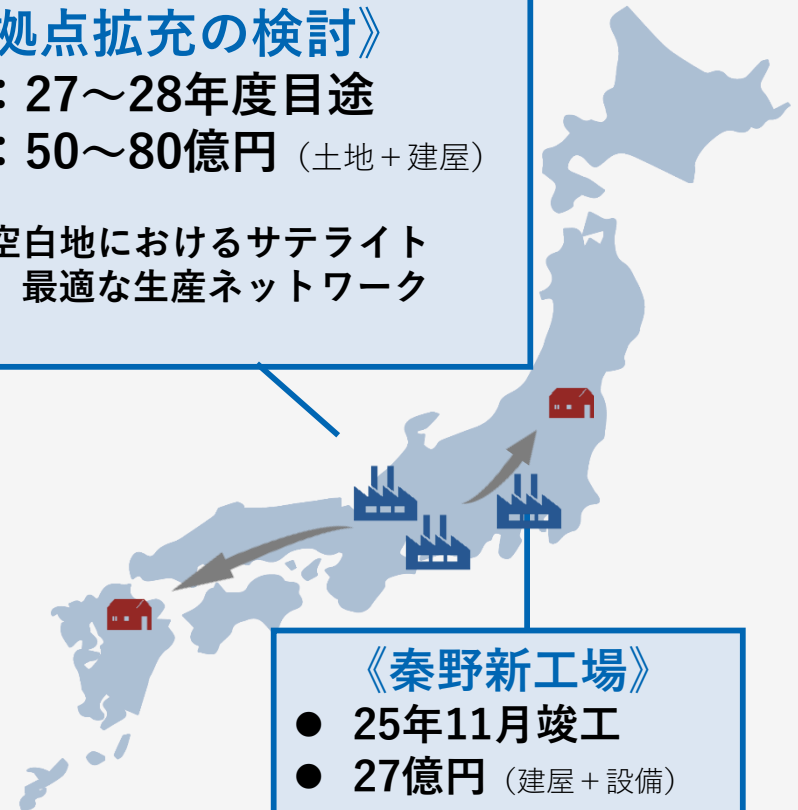 拠点拡充の検討》
：27～28年度目途
：50～80億円（土地＋建屋）
空白地におけるサテライト
最適な生産ネットワーク
《秦野新工場》
● 25年11月竣工
● 27億円（建屋＋設備）